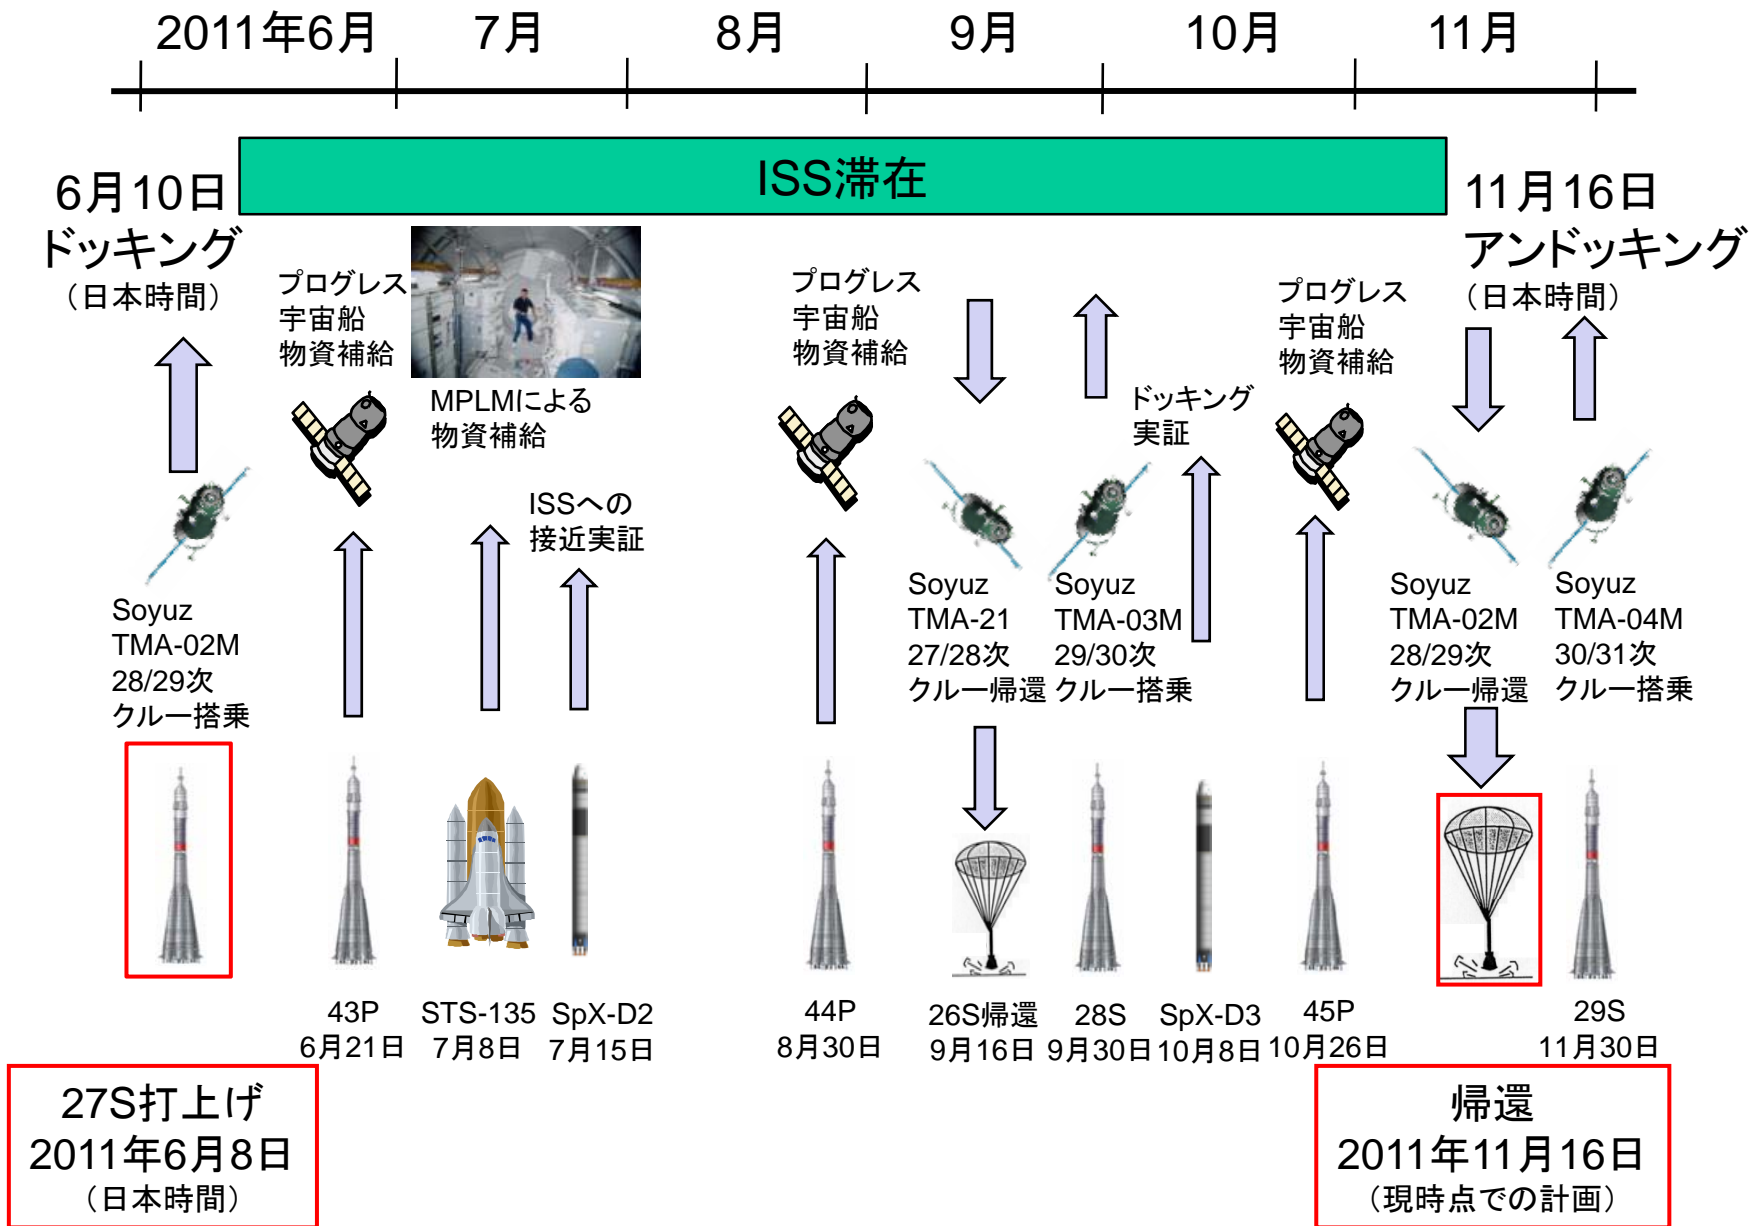 2011年6月
7月
8月
9月
10月
11月
ISS滞在
6月10日
ドッキング
（日本時間）
11月16日
アンドッキング
（日本時間）
プログレス
宇宙船
物資補給
MPLMによる
物資補給
ISSへの
接近実証
プログレス
宇宙船
物資補給
ドッキング
実証
プログレス
宇宙船
物資補給
Soyuz
TMA-02M
28/29次
クルー搭乗
Soyuz
TMA-21
27/28次
クルー帰還
Soyuz
TMA-03M
29/30次
クルー搭乗
Soyuz
TMA-02M
28/29次
クルー帰還
Soyuz
TMA-04M
30/31次
クルー搭乗
43P
6月21日
STS-135
7月8日
SpX-D2
7月15日
44P
8月30日
26S帰還
9月16日
28S
9月30日
SpX-D3
10月8日
45P
10月26日
29S
11月30日
27S打上げ
2011年6月8日
（日本時間）
帰還
2011年11月16日
（現時点での計画）